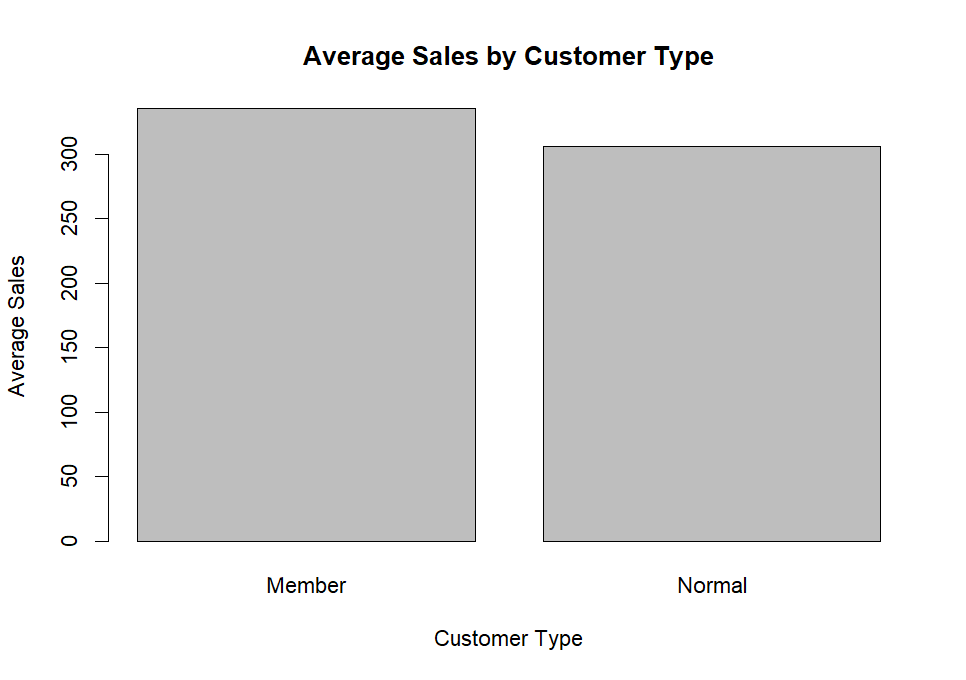 Average Sales by Customer Type
Average Sales
300
250
200
150
100
50
0
Member
Normal
Customer Type